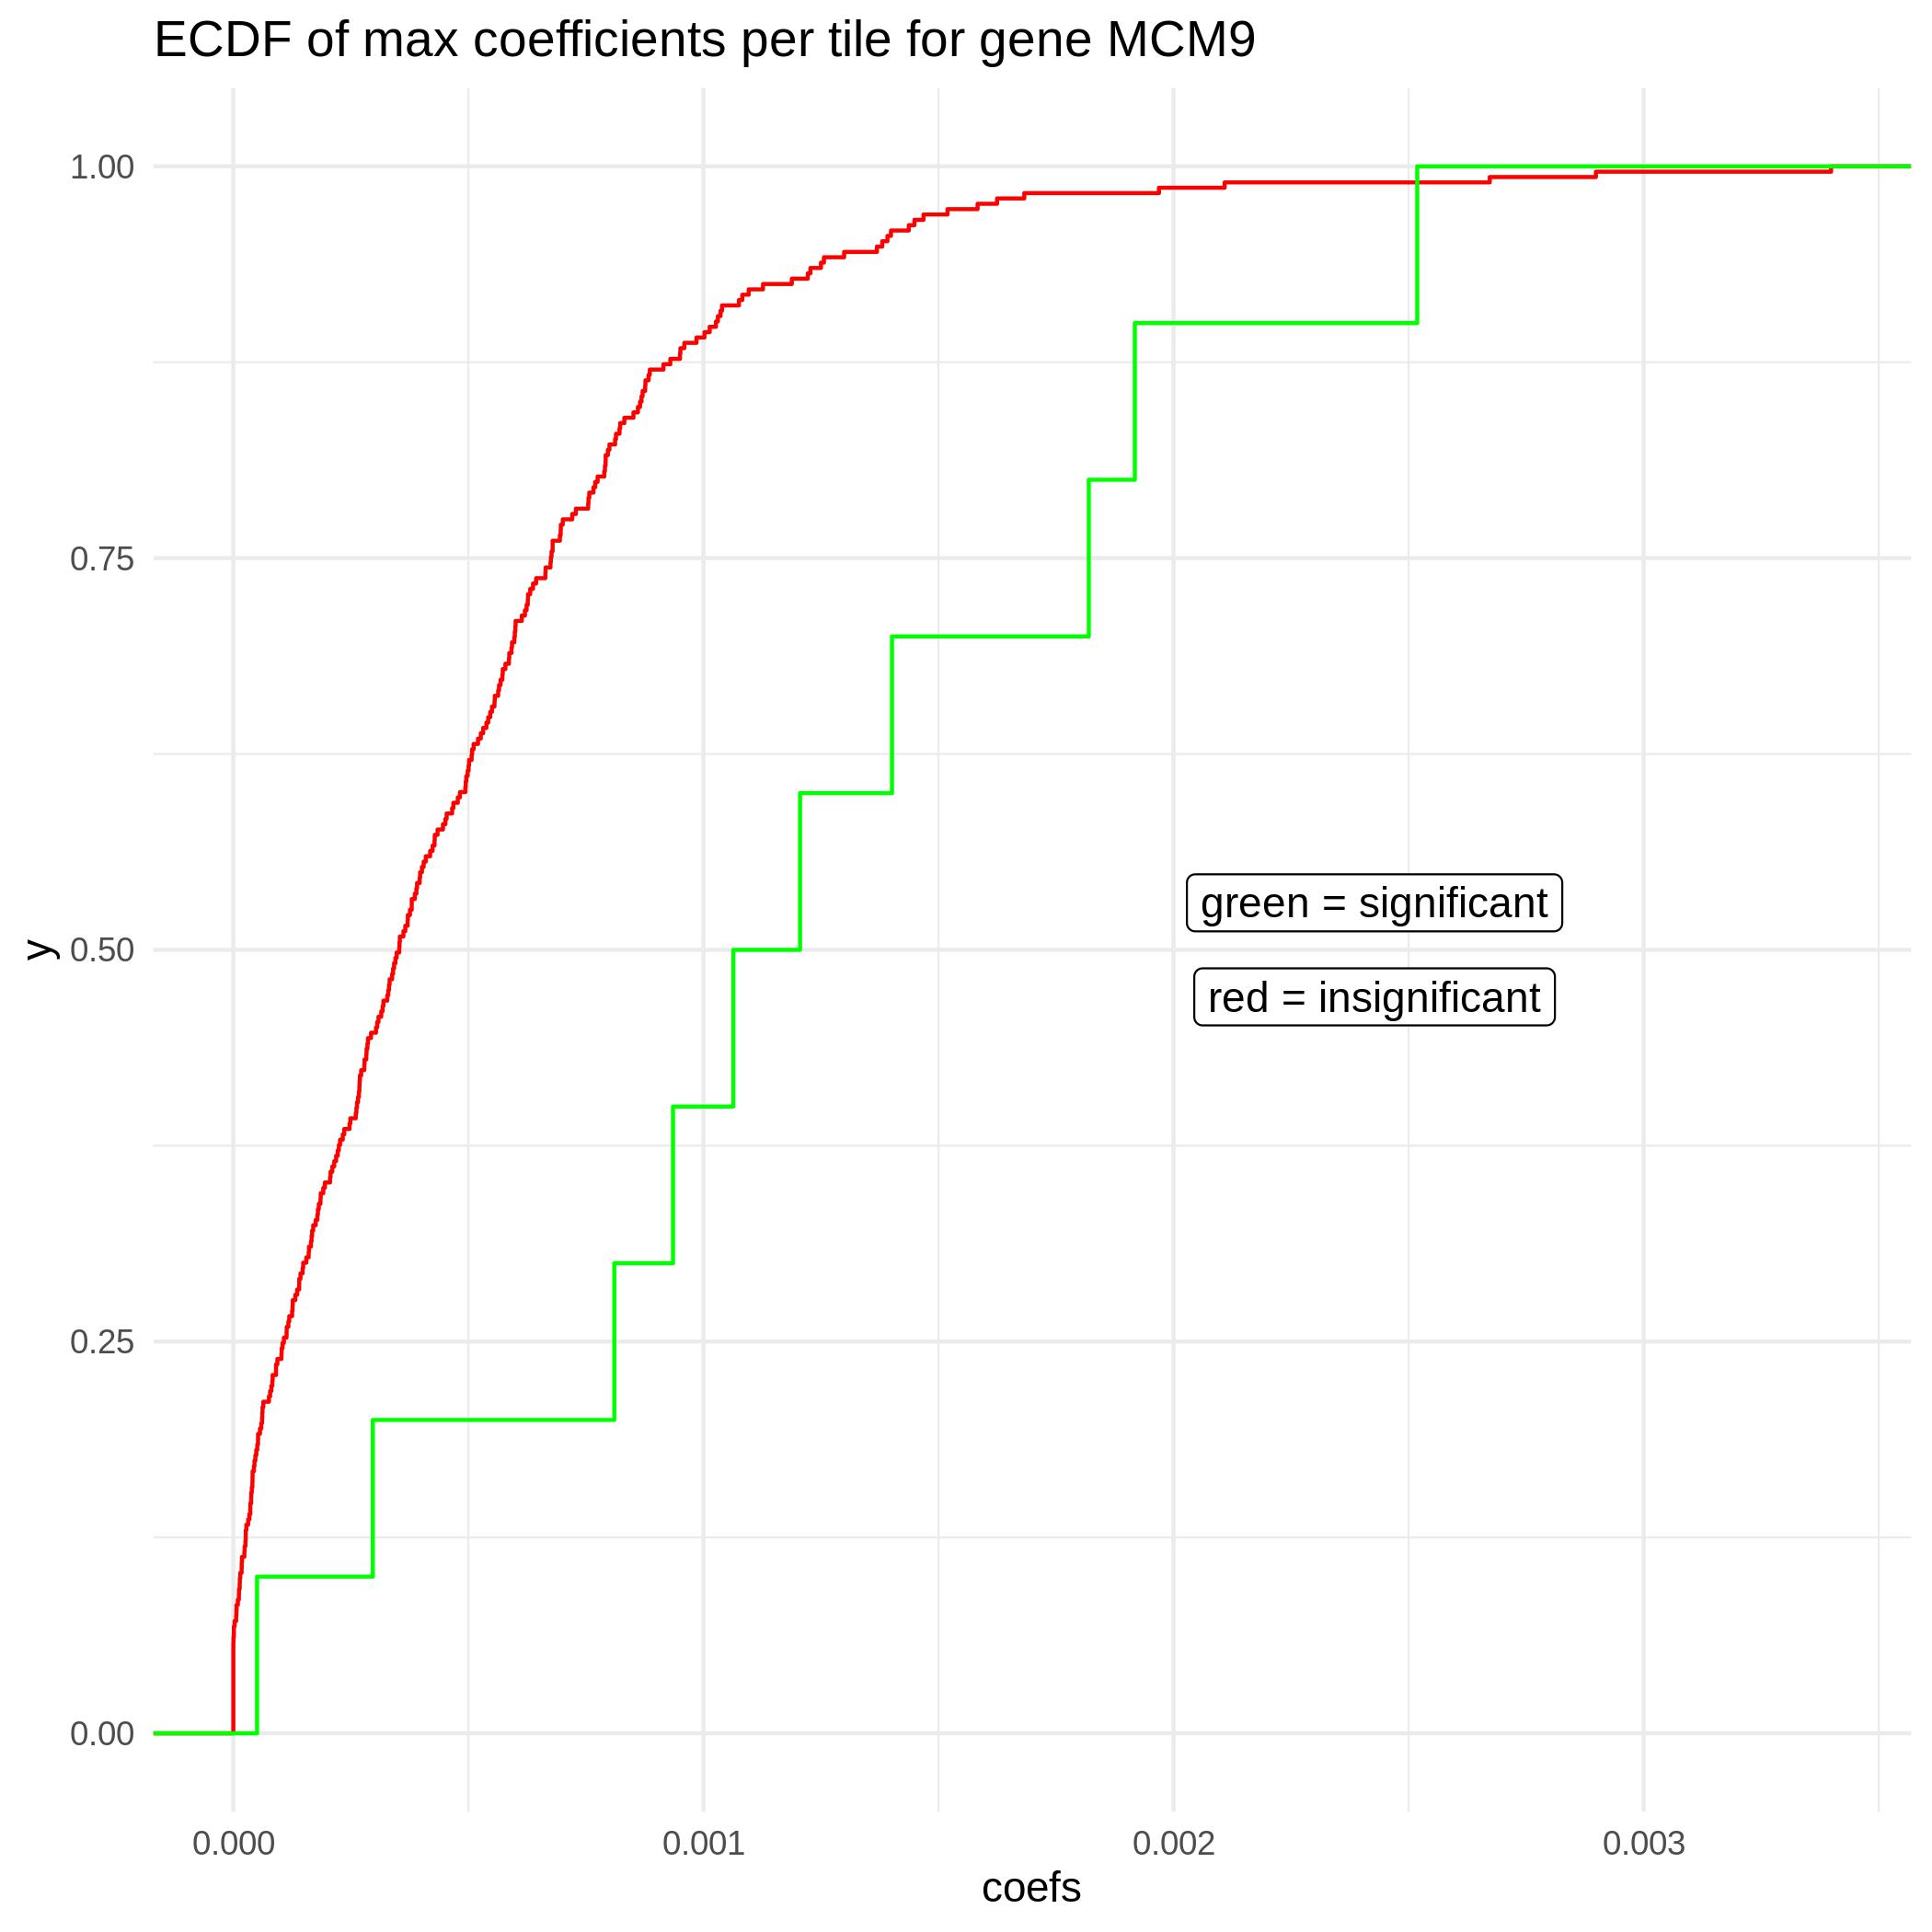 ECDF of max coefficients per tile for gene MCM9
1.00
0.75
0.50
0.25
0.00
y
green = significant
red = insignificant
0.000 0.001 0.002 0.003
coefs